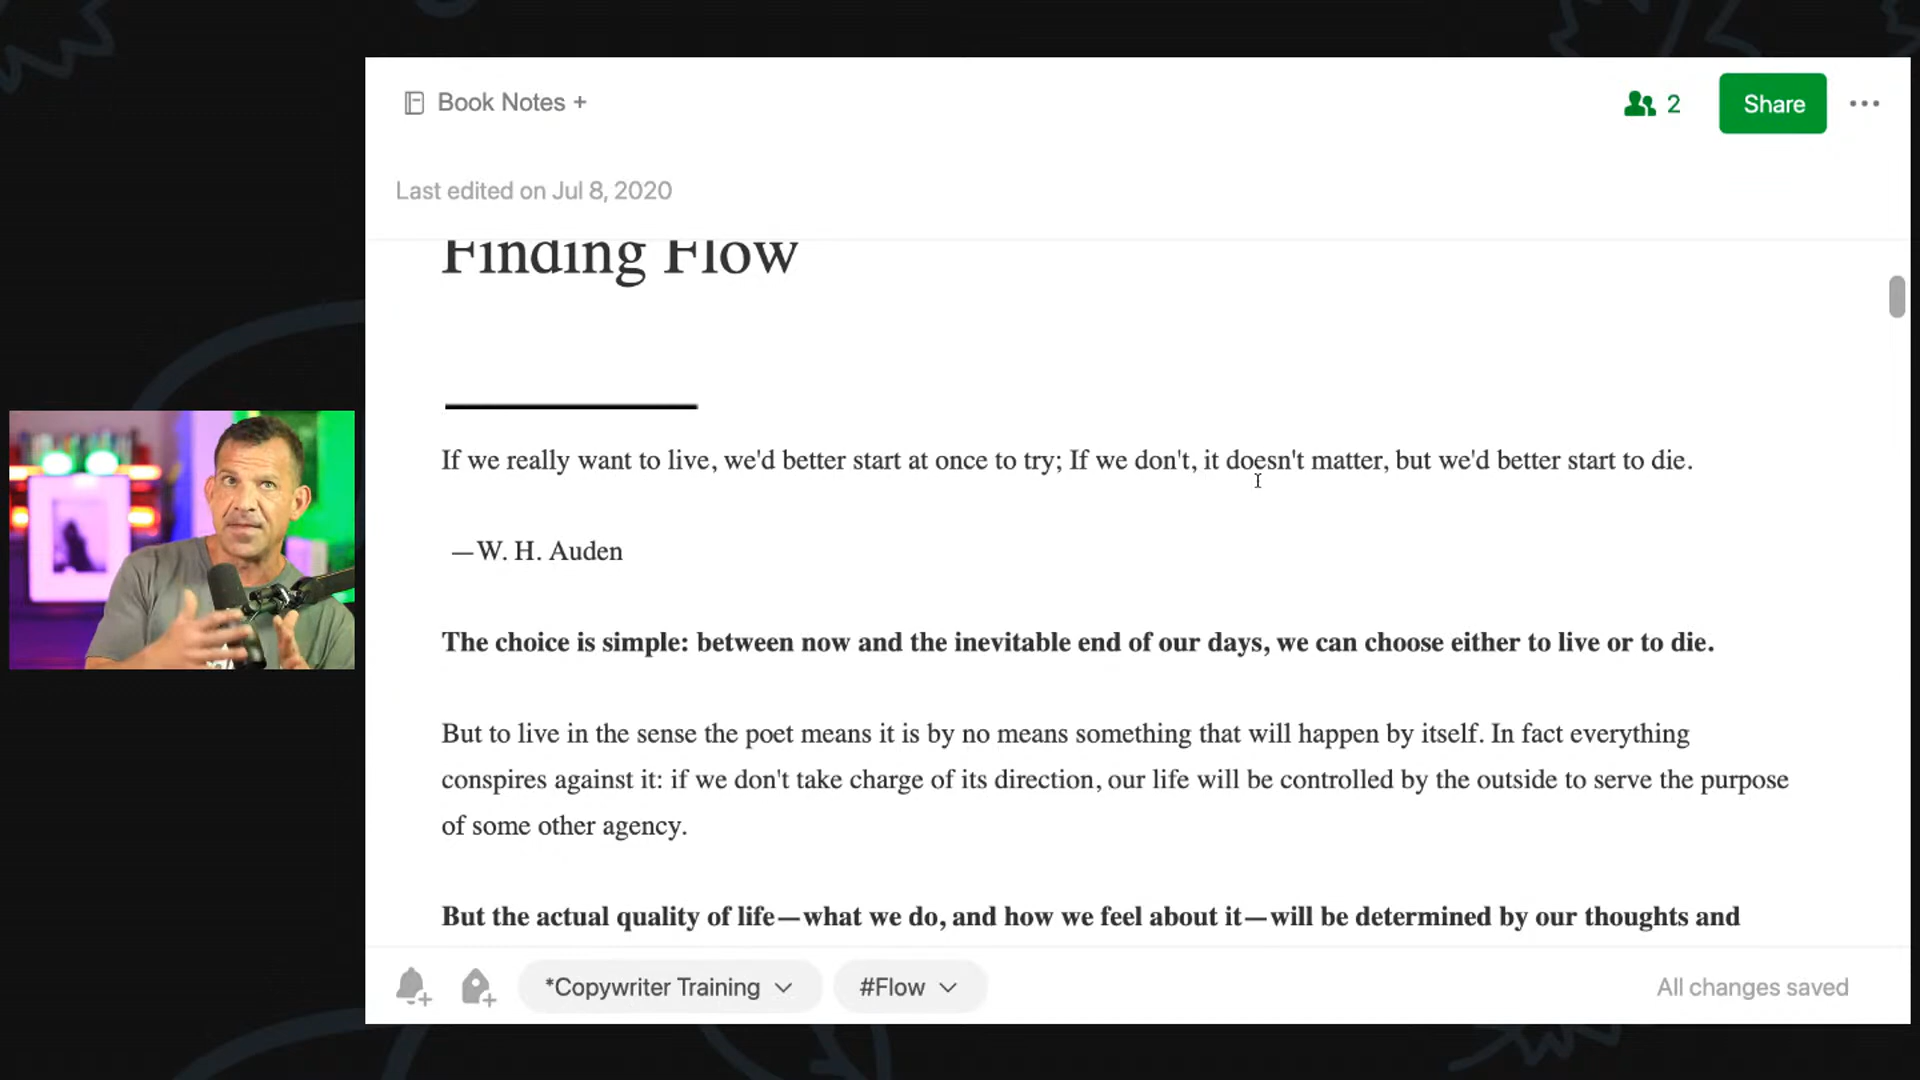 Book Notes +
2
Share
Last edited on Jul 8, 2020
Finding Flow
If we really want to live, we'd better start at once to try; If we don't, it doesn't matter, but we'd better start to die.
—W. H. Auden
The choice is simple: between now and the inevitable end of our days, we can choose either to live or to die.
But to live in the sense the poet means it is by no means something that will happen by itself. In fact everything
conspires against it: if we don't take charge of its direction, our life will be controlled by the outside to serve the purpose
of some other agency.
But the actual quality of life—what we do, and how we feel about it—will be determined by our thoughts and
*Copywriter Training
#Flow
All changes saved